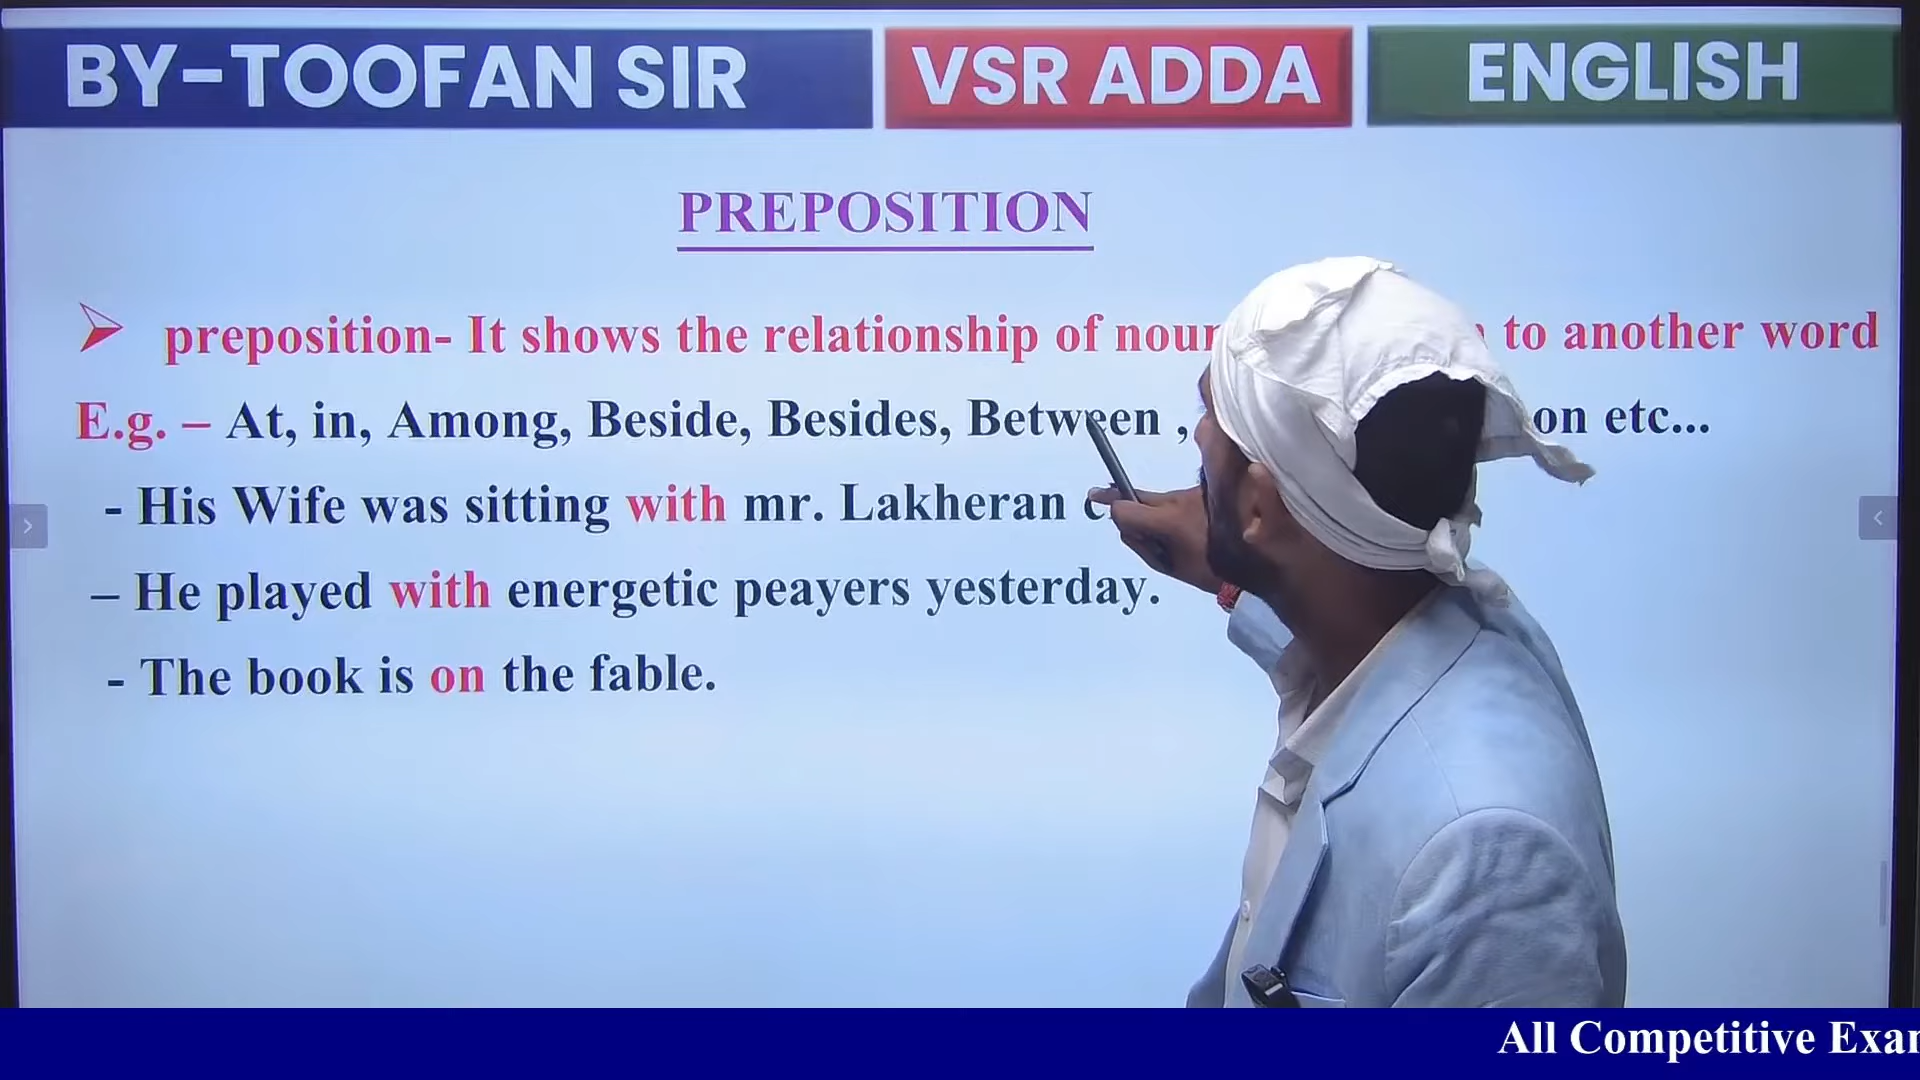 BY-TOOFAN SIR VSR ADDA ENGLISH
PREPOSITION
preposition- It shows the relationship of to another word
E.g. – At, in, Among, Beside, Besides, Between , on etc...
- His Wife was sitting with mr. Lakheran
– He played with energetic peayers yesterday.
- The book is on the fable.
All Competitive